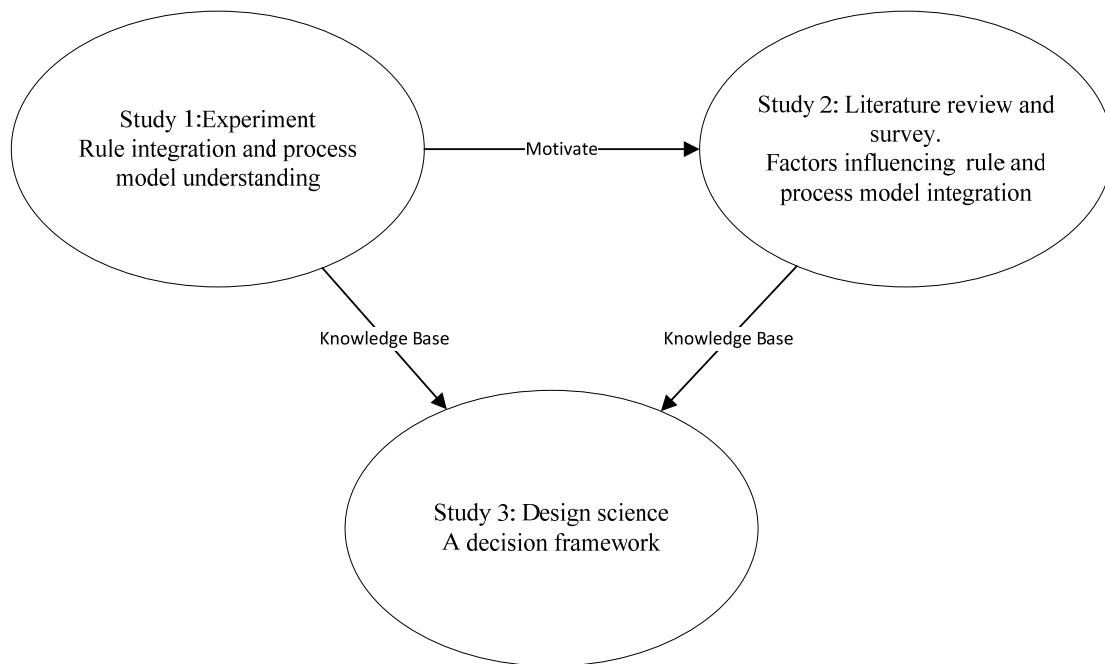 Study 1:Experiment
Rule integration and process
model understanding
Motivate
Study 2: Literature review and
survey.
Factors influencing rule and
process model integration
Knowledge Base
Knowledge Base
Study 3: Design science
A decision framework